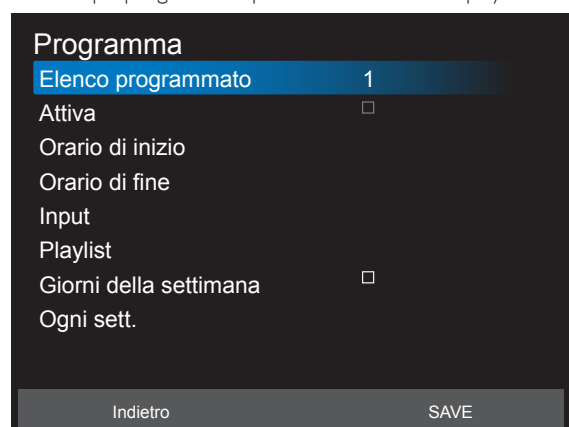 Programma
Elenco programmato 1
Attiva
Orario di inizio
Orario di fine
Input
Playlist
Giorni della settimana
Ogni sett.
Indietro SAVE